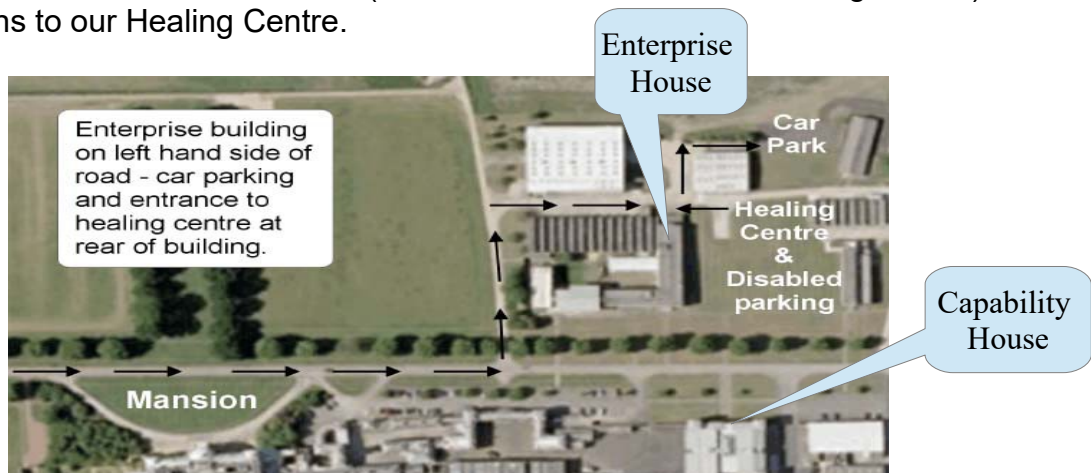 ns to our Healing Centre.
Enterprise
House
Enterprise building
on left hand side of
road - car parking
and entrance to
healing centre at
rear of building.
Car
Park
Healing
Centre
&
Disabled
parking
Capability
House
Mansion